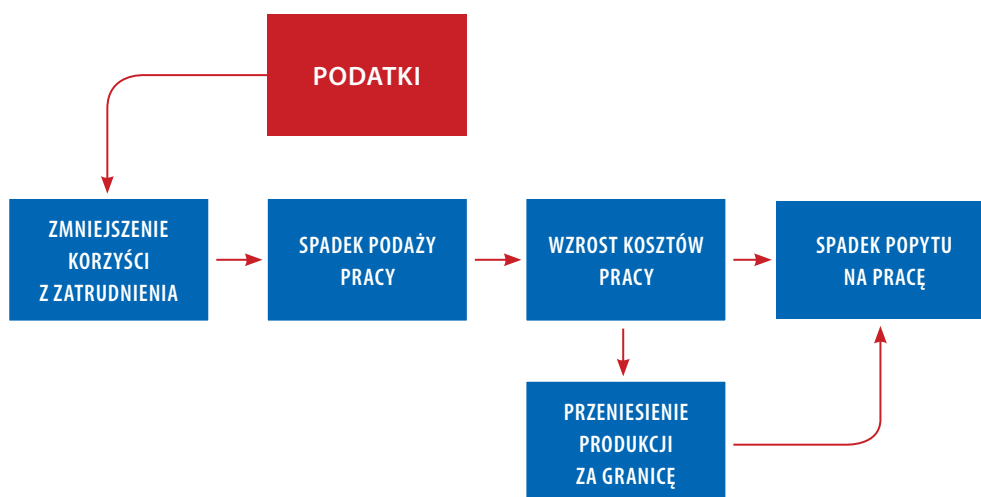 PODATKI
ZMNIEJSZENIE
KORZYŚCI
Z ZATRUDNIENIA
SPADEK PODAŻY
PRACY
WZROST KOSZTÓW
PRACY
SPADEK POPYTU
NA PRACĘ
PRZENIESIENIE
PRODUKCJI
ZA GRANICĘ